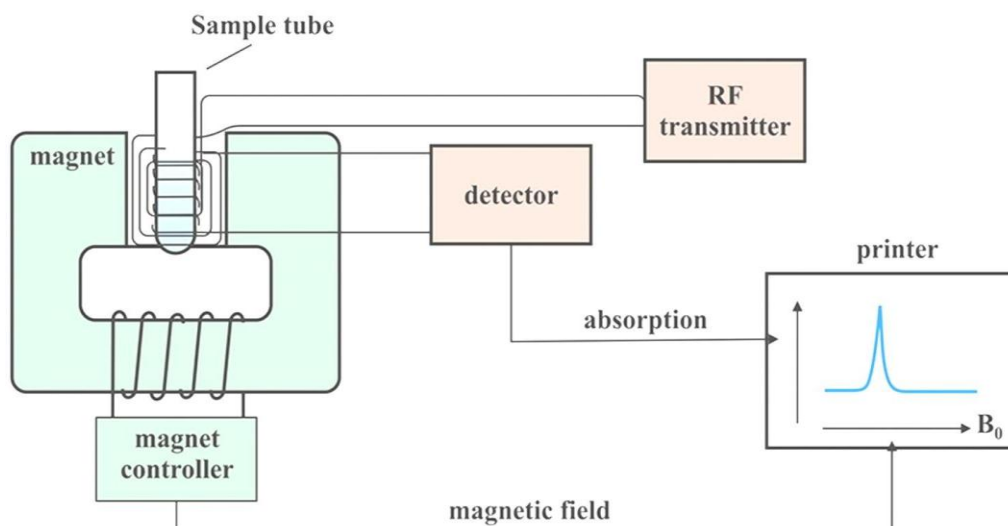 Sample tube
RF
transmitter
magnet
detector
printer
absorption
B₀
magnet
controller
magnetic field